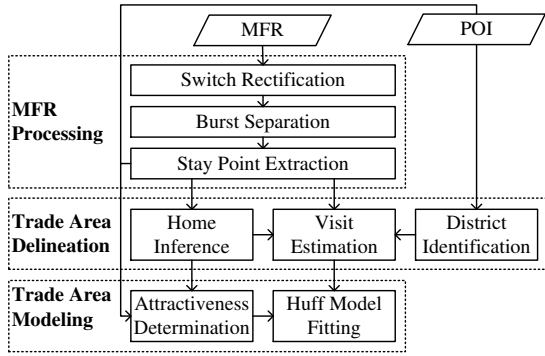 MFR
POI
MFR
Processing
Switch Rectification
Burst Separation
Stay Point Extraction
Trade Area
Delineation
Home
Inference
Visit
Estimation
District
Identification
Trade Area
Modeling
Attractiveness
Determination
Huff Model
Fitting